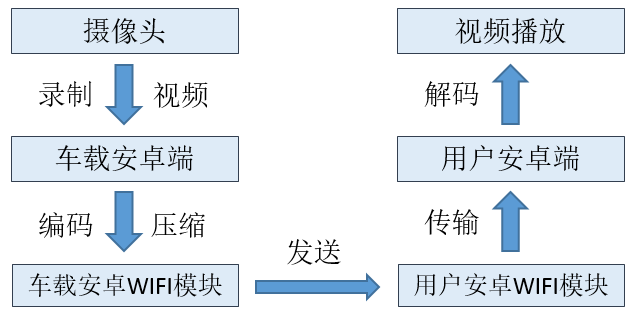 摄像头
录制 视频
车载安卓端
编码 压缩
车载安卓WIFI模块
发送
用户安卓WIFI模块
传输
用户安卓端
解码
视频播放